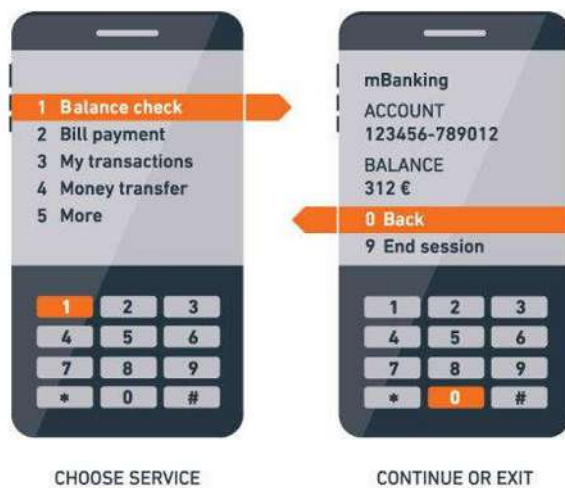 1 Balance check
2 Bill payment
3 My transactions
4 Money transfer
5 More
1 2 3
4 5 6
7 8 9
* 0 #
CHOOSE SERVICE
mBanking
ACCOUNT
123456-789012
BALANCE
312 €
0 Back
9 End session
1 2 3
4 5 6
7 8 9
* 0 #
CONTINUE OR EXIT